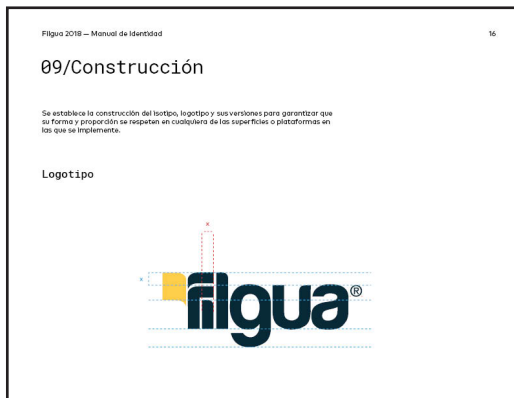 Filgua 2018 — Manual de Identidad
16
09/Construcción
Se establece la construcción del isotipo, logotipo y sus versiones para garantizar que
su forma y proporción se respeten en cualquiera de las superficies o plataformas en
las que se implemente.
Logotipo
x
x
filgua®